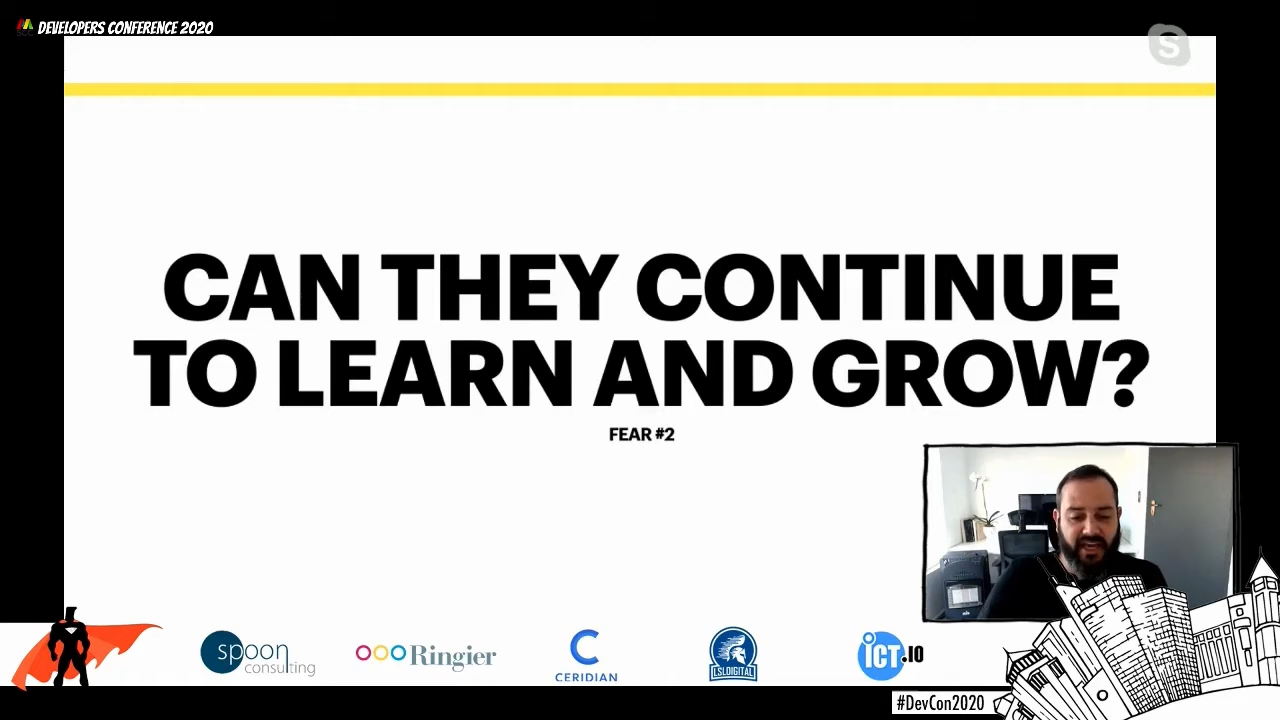 DEVELOPERS CONFERENCE 2020
S
CAN THEY CONTINUE
TO LEARN AND GROW?
FEAR #2
spoon
consulting
Ringier
CERIDIAN
LSLDIGITAL
iCT.IO
#DevCon2020